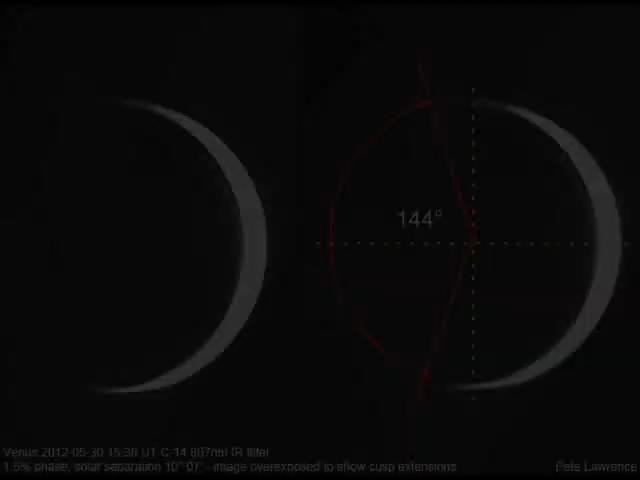 144°
Venus 2012-05-30 15:38 UT C-14 807nm IR filter
1.5% phase, solar separation 10° 07' - image overexposed to show cusp extensions
Pete Lawrence